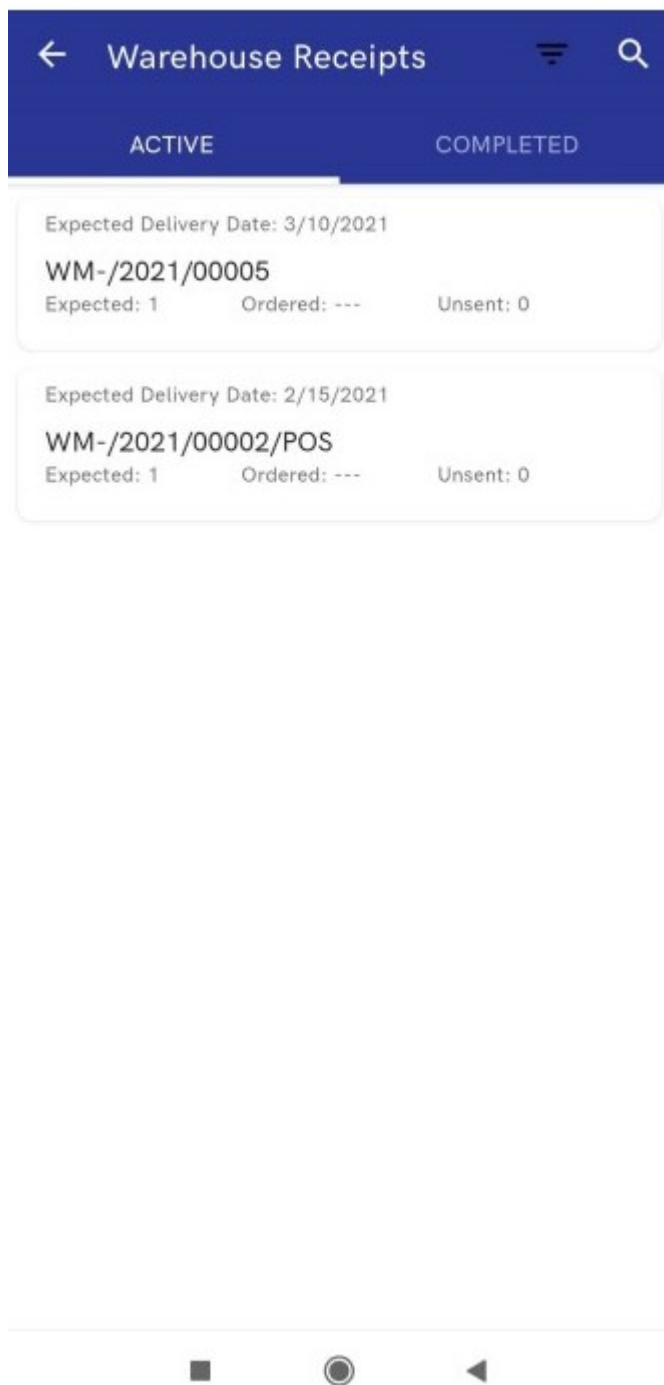 Warehouse Receipts
ACTIVE COMPLETED
Expected Delivery Date: 3/10/2021
WM-/2021/00005
Expected: 1 Ordered: --- Unsent: 0
Expected Delivery Date: 2/15/2021
WM-/2021/00002/POS
Expected: 1 Ordered: --- Unsent: 0